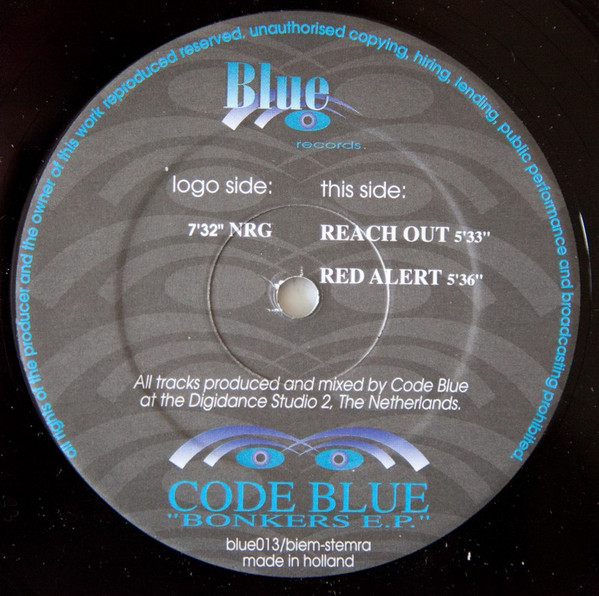 all rights of the producer and the owner of this work reproduced reserved, unauthorised copying, hiring, lending, public performance and broadcasting prohibited.
Blue
records
logo side:
this side:
7'32" NRG
REACH OUT 5'33"
RED ALERT 5'36"
All tracks produced and mixed by Code Blue
at the Digidance Studio 2, The Netherlands.
CODE BLUE
"BONKERS E.P."
blue013/biem-stemra
made in holland